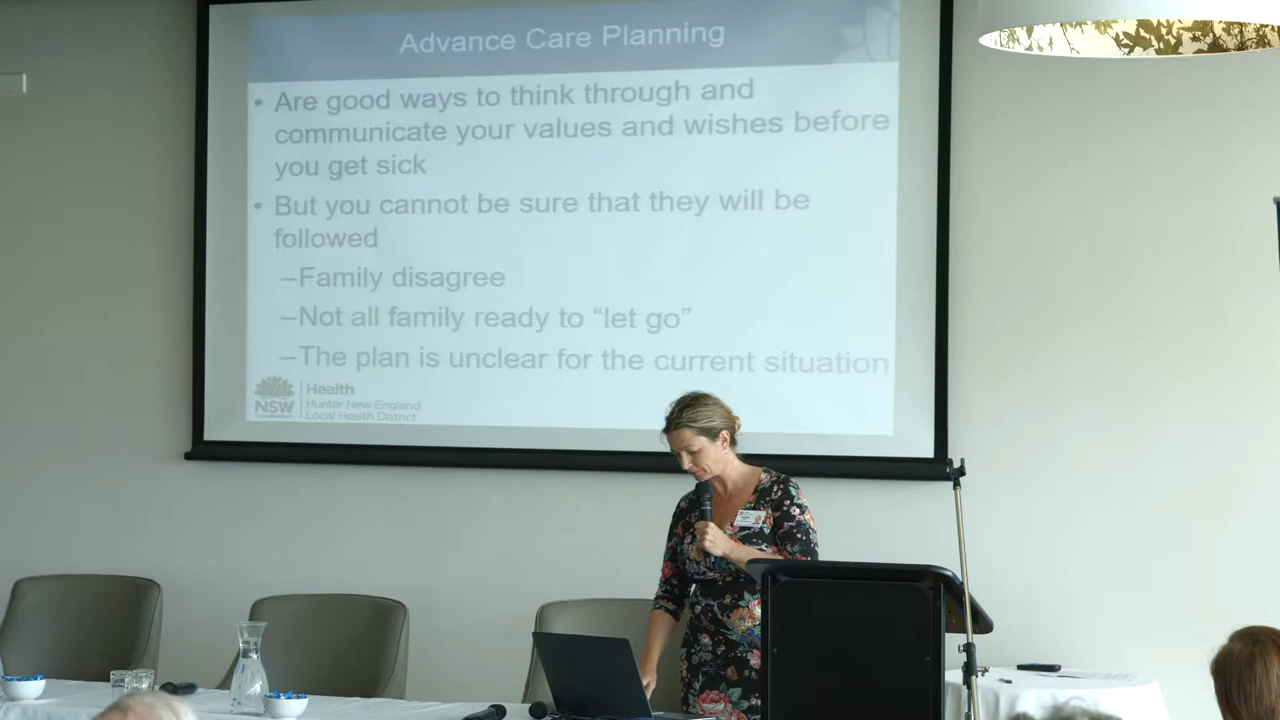 Advance Care Planning
• Are good ways to think through and
communicate your values and wishes before
you get sick
• But you cannot be sure that they will be
followed
–Family disagree
–Not all family ready to “let go”
–The plan is unclear for the current situation
NSW
Health
Hunter New England
Local Health District